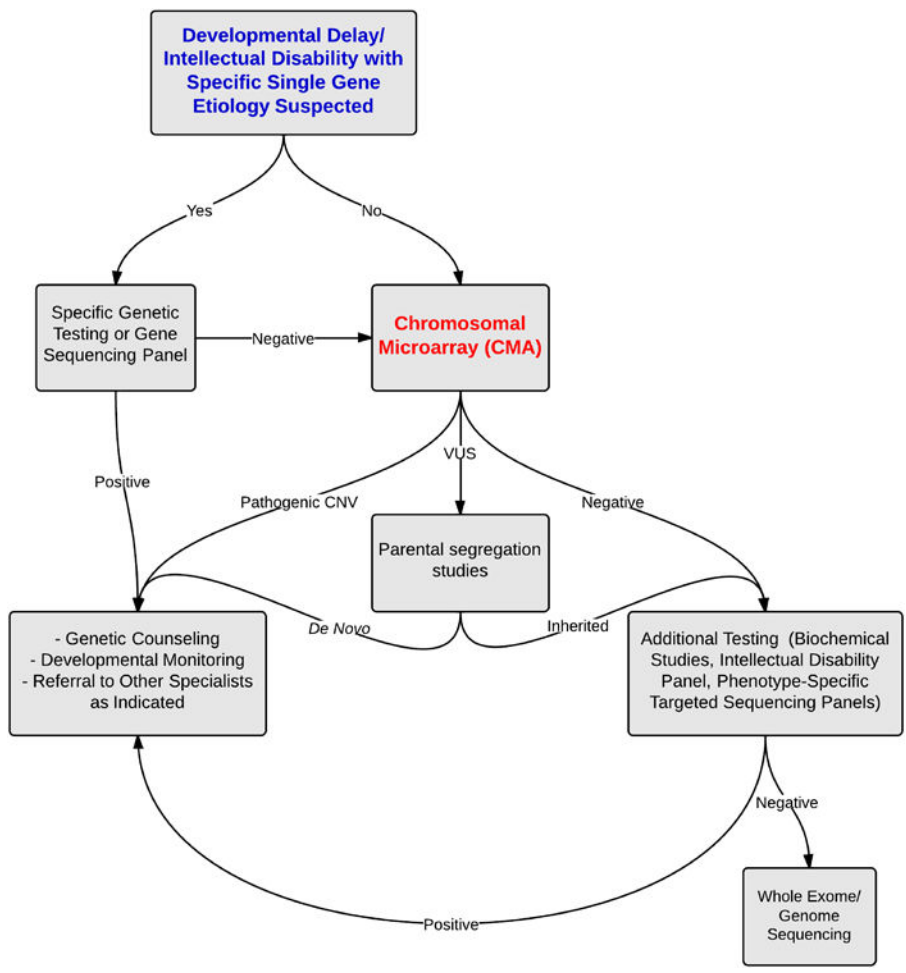 Developmental Delay/
Intellectual Disability with
Specific Single Gene
Etiology Suspected
Yes
No
Specific Genetic
Testing or Gene
Sequencing Panel
Negative
Chromosomal
Microarray (CMA)
Positive
Pathogenic CNV
VUS
Negative
Parental segregation
studies
De Novo
Inherited
- Genetic Counseling
- Developmental Monitoring
- Referral to Other Specialists
as Indicated
Additional Testing (Biochemical
Studies, Intellectual Disability
Panel, Phenotype-Specific
Targeted Sequencing Panels)
Negative
Positive
Whole Exome/
Genome
Sequencing